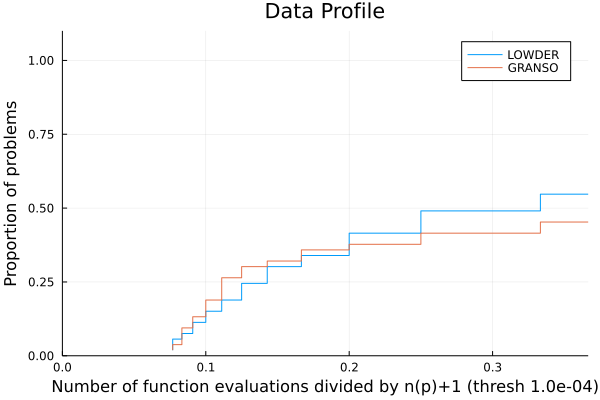 Data Profile
LOWDER
GRANSO
Proportion of problems
1.00
0.75
0.50
0.25
0.00
0.0 0.1 0.2 0.3
Number of function evaluations divided by n(p)+1 (thresh 1.0e-04)